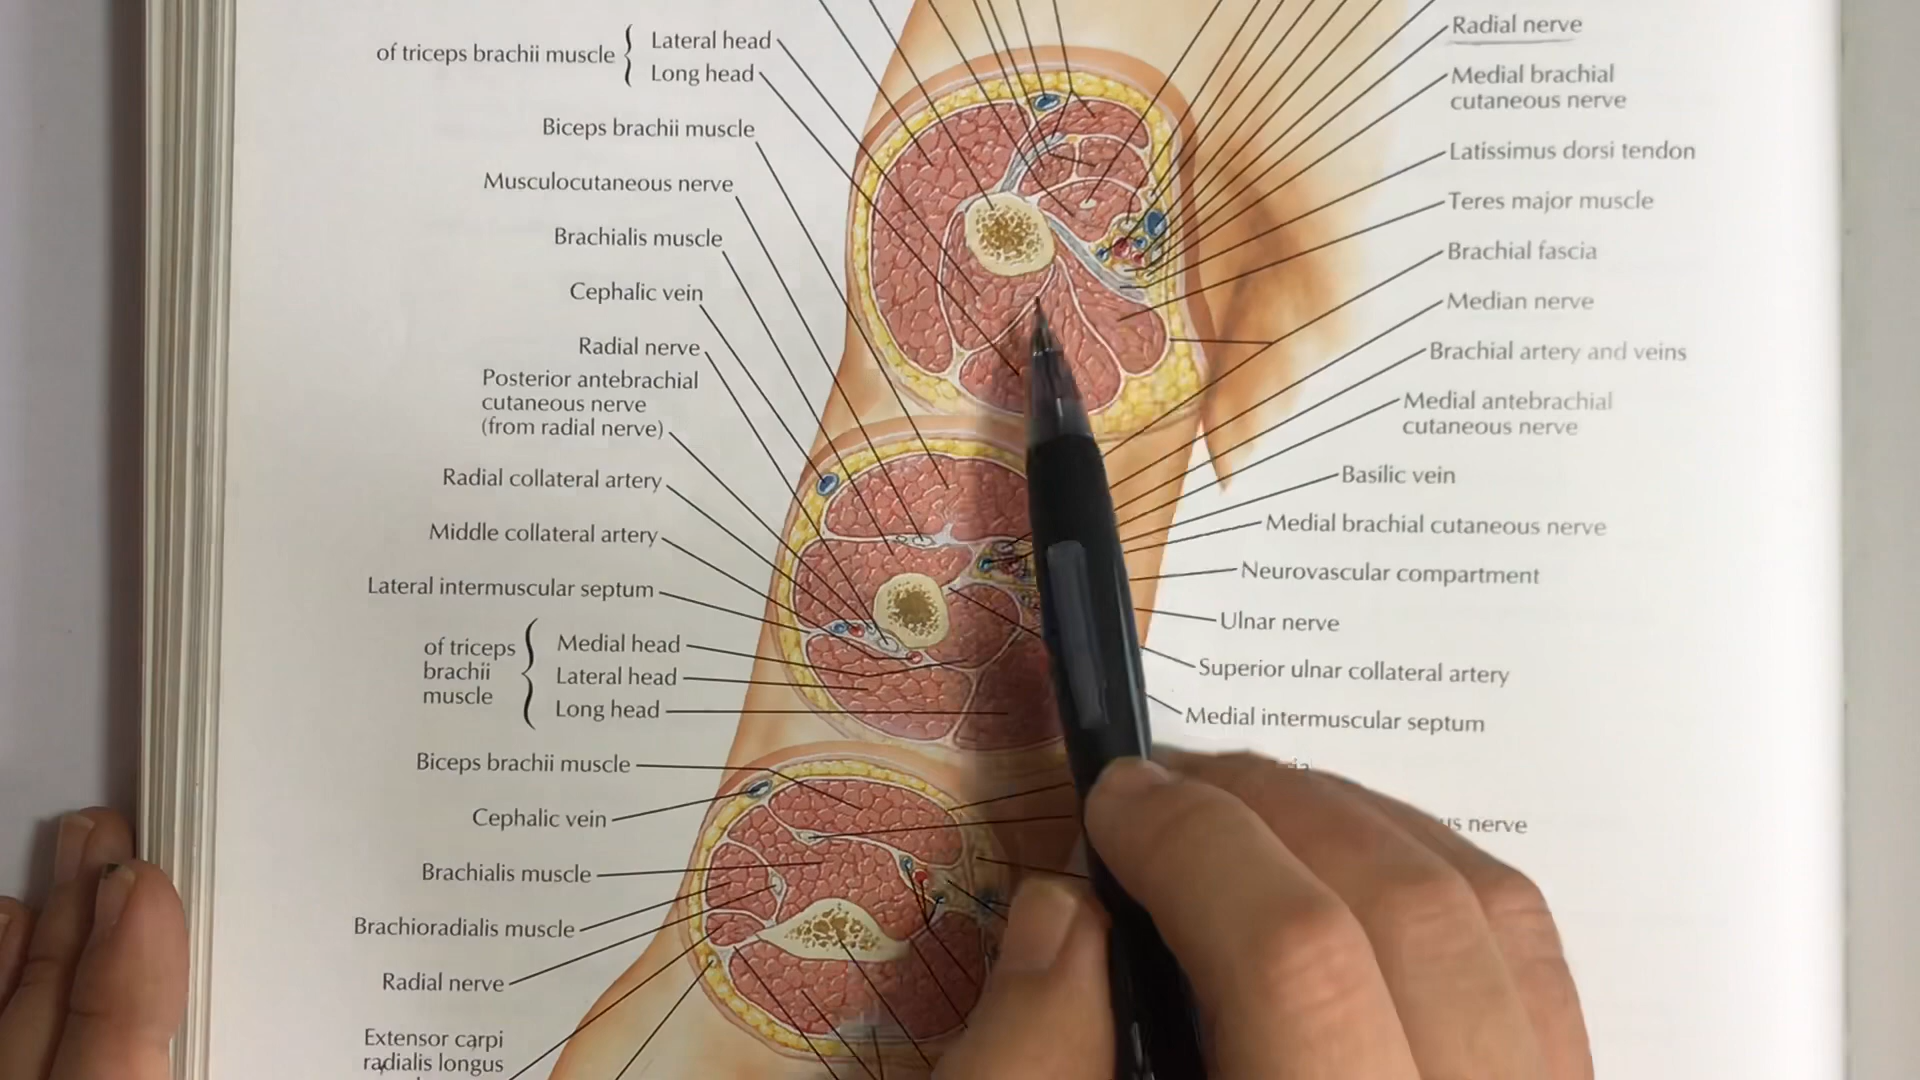 of triceps brachii muscle
Lateral head
Long head
Biceps brachii muscle
Musculocutaneous nerve
Brachialis muscle
Cephalic vein
Radial nerve
Posterior antebrachial
cutaneous nerve
(from radial nerve)
Radial collateral artery
Middle collateral artery
Lateral intermuscular septum
of triceps
brachii
muscle
Medial head
Lateral head
Long head
Biceps brachii muscle
Cephalic vein
Brachialis muscle
Brachioradialis muscle
Radial nerve
Extensor carpi
radialis longus
Radial nerve
Medial brachial
cutaneous nerve
Latissimus dorsi tendon
Teres major muscle
Brachial fascia
Median nerve
Brachial artery and veins
Medial antebrachial
cutaneous nerve
Basilic vein
Medial brachial cutaneous nerve
Neurovascular compartment
Ulnar nerve
Superior ulnar collateral artery
Medial intermuscular septum
nerve